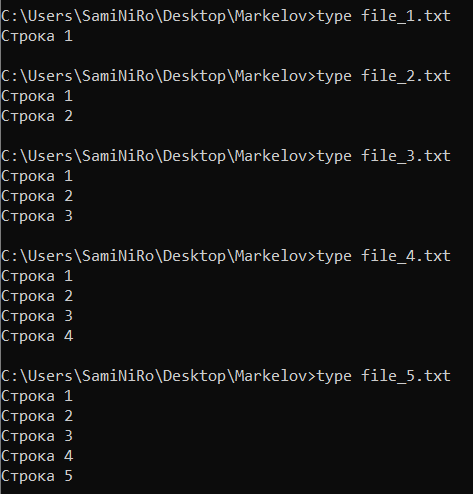 C:\Users\SamiNiRo\Desktop\Markelov>type file_1.txt
Строка 1
C:\Users\SamiNiRo\Desktop\Markelov>type file_2.txt
Строка 1
Строка 2
C:\Users\SamiNiRo\Desktop\Markelov>type file_3.txt
Строка 1
Строка 2
Строка 3
C:\Users\SamiNiRo\Desktop\Markelov>type file_4.txt
Строка 1
Строка 2
Строка 3
Строка 4
C:\Users\SamiNiRo\Desktop\Markelov>type file_5.txt
Строка 1
Строка 2
Строка 3
Строка 4
Строка 5